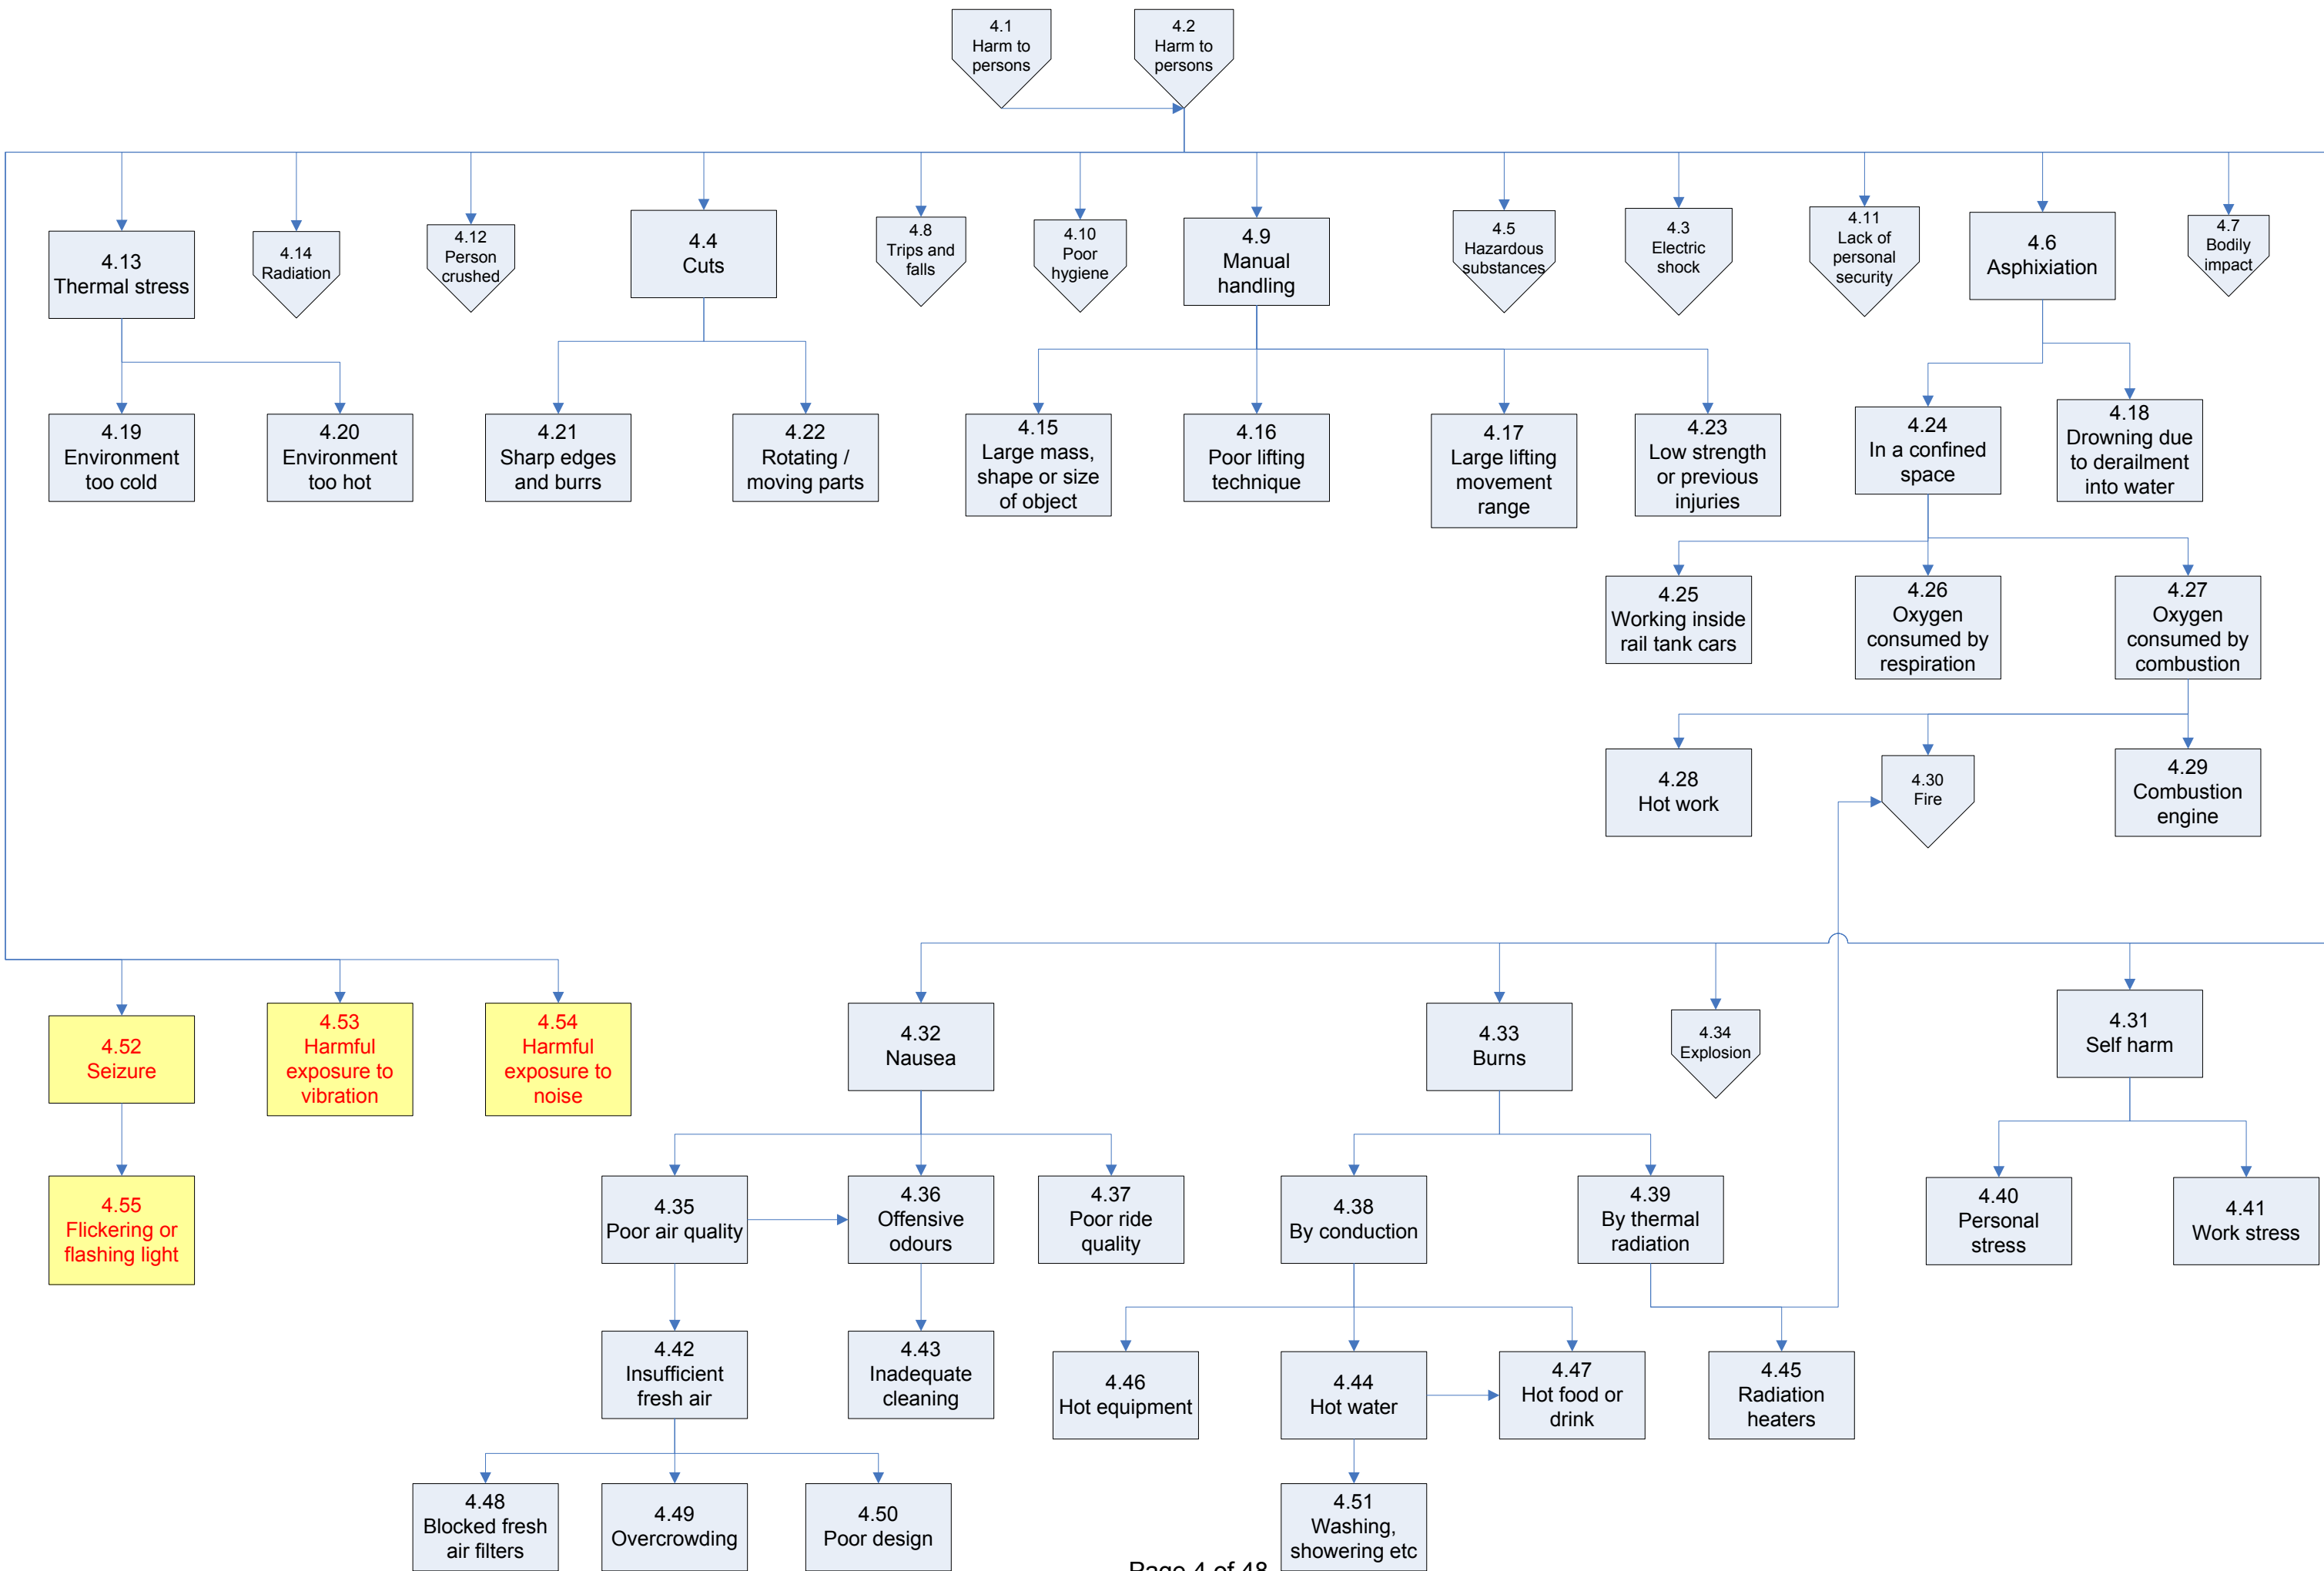 4.1
Harm to
persons
4.2
Harm to
persons
4.13
Thermal stress
4.14
Radiation
4.12
Person
crushed
4.4
Cuts
4.8
Trips and
falls
4.10
Poor
hygiene
4.9
Manual
handling
4.5
Hazardous
substances
4.3
Electric
shock
4.11
Lack of
personal
security
4.6
Asphixiation
4.7
Bodily
impact
4.19
Environment
too cold
4.20
Environment
too hot
4.21
Sharp edges
and burrs
4.22
Rotating /
moving parts
4.15
Large mass,
shape or size
of object
4.16
Poor lifting
technique
4.17
Large lifting
movement
range
4.23
Low strength
or previous
injuries
4.24
In a confined
space
4.18
Drowning due
to derailment
into water
4.25
Working inside
rail tank cars
4.26
Oxygen
consumed by
respiration
4.27
Oxygen
consumed by
combustion
4.28
Hot work
4.30
Fire
4.29
Combustion
engine
4.52
Seizure
4.53
Harmful
exposure to
vibration
4.54
Harmful
exposure to
noise
4.32
Nausea
4.33
Burns
4.34
Explosion
4.31
Self harm
4.55
Flickering or
flashing light
4.35
Poor air quality
4.36
Offensive
odours
4.37
Poor ride
quality
4.38
By conduction
4.39
By thermal
radiation
4.40
Personal
stress
4.41
Work stress
4.42
Insufficient
fresh air
4.43
Inadequate
cleaning
4.46
Hot equipment
4.44
Hot water
4.47
Hot food or
drink
4.45
Radiation
heaters
4.48
Blocked fresh
air filters
4.49
Overcrowding
4.50
Poor design
4.51
Washing,
showering etc
Page 4 of 48